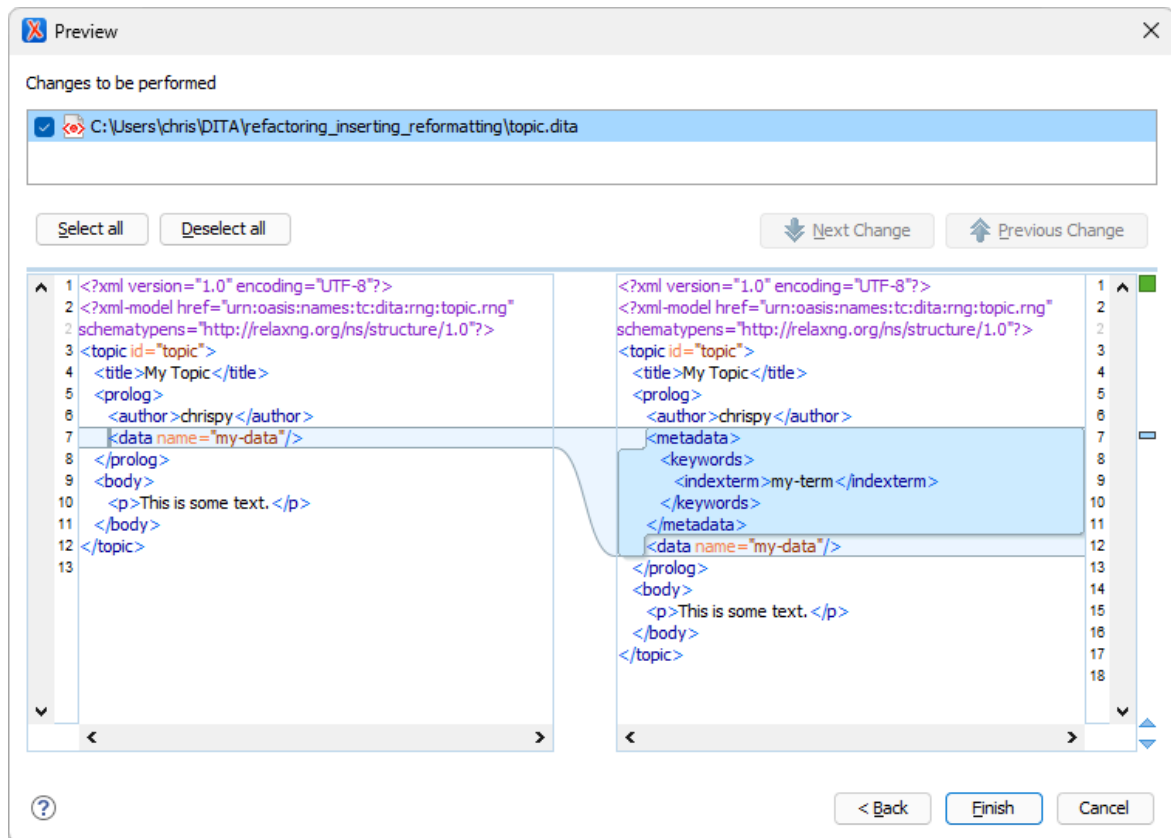 Preview
Changes to be performed
C:\Users\chris\DITA\refactoring_inserting_reformatting\topic.dita
Select all
Deselect all
Next Change
Previous Change
1 <?xml version="1.0" encoding="UTF-8"?>
2 <?xml-model href="urn:oasis:names:tc:dita:rng:topic.rng"
2 schematypens="http://relaxng.org/ns/structure/1.0"?>
3 <topic id="topic">
4 <title>My Topic</title>
5 <prolog>
6 <author>chrispy</author>
7 <data name="my-data"/>
8 </prolog>
9 <body>
10 <p>This is some text.</p>
11 </body>
12 </topic>
13
<?xml version="1.0" encoding="UTF-8"?> 1
<?xml-model href="urn:oasis:names:tc:dita:rng:topic.rng" 2
schematypens="http://relaxng.org/ns/structure/1.0"?> 2
<topic id="topic"> 3
<title>My Topic</title> 4
<prolog> 5
<author>chrispy</author> 6
<metadata> 7
<keywords> 8
<indexterm>my-term</indexterm> 9
</keywords> 10
</metadata> 11
<data name="my-data"/> 12
</prolog> 13
<body> 14
<p>This is some text.</p> 15
</body> 16
</topic> 17
18
?
< Back
Finish
Cancel